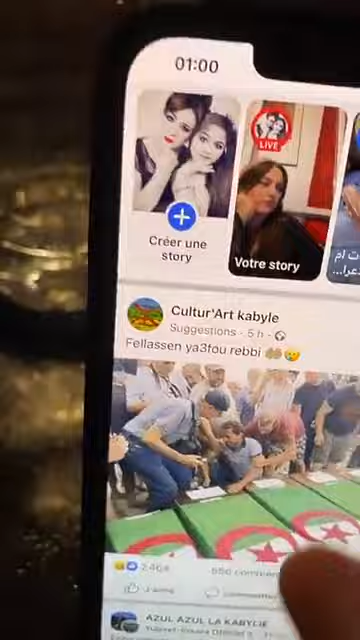 01:00
LIVE
Créer une
story
Votre story
Cultur'Art kabyle
Suggestions · 5 h ·
Fellassen ya3fou rebbi 🤲😢
J'aime
AZUL AZUL LA KABYLIE